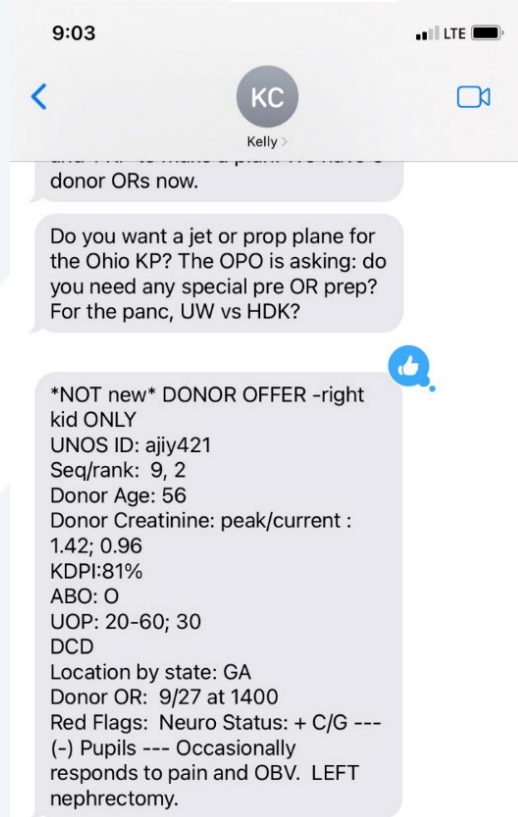 9:03
LTE
KC
Kelly
donor ORs now.
Do you want a jet or prop plane for
the Ohio KP? The OPO is asking: do
you need any special pre OR prep?
For the panc, UW vs HDK?
*NOT new* DONOR OFFER -right
kid ONLY
UNOS ID: ajiy421
Seq/rank:  9, 2
Donor Age: 56
Donor Creatinine: peak/current :
1.42; 0.96
KDPI:81%
ABO: O
UOP: 20-60; 30
DCD
Location by state: GA
Donor OR:  9/27 at 1400
Red Flags:  Neuro Status: + C/G ---
(-) Pupils --- Occasionally
responds to pain and OBV.  LEFT
nephrectomy.